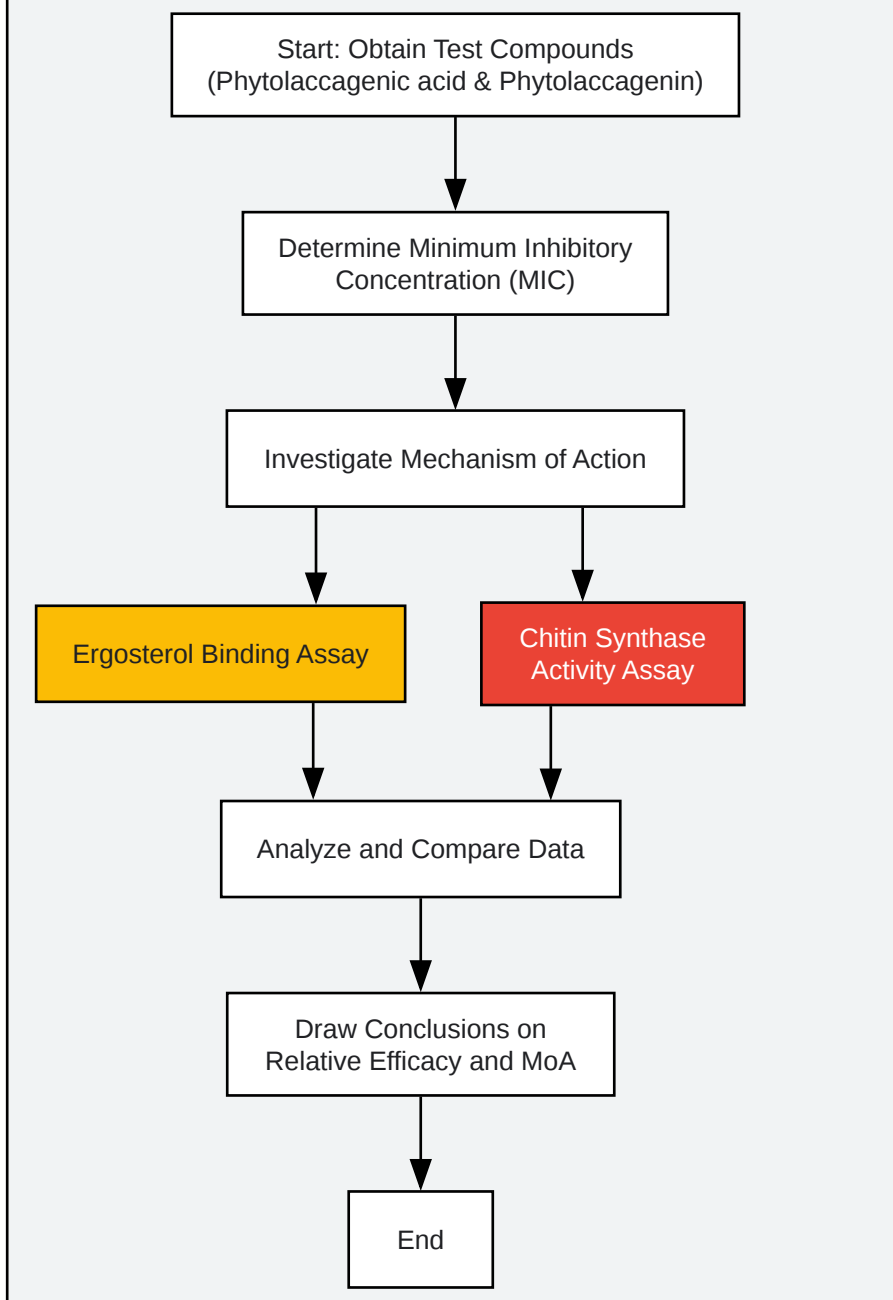 Start: Obtain Test Compounds
(Phytolaccagenic acid & Phytolaccagenin)
Determine Minimum Inhibitory
Concentration (MIC)
Investigate Mechanism of Action
Ergosterol Binding Assay
Chitin Synthase
Activity Assay
Analyze and Compare Data
Draw Conclusions on
Relative Efficacy and MoA
End